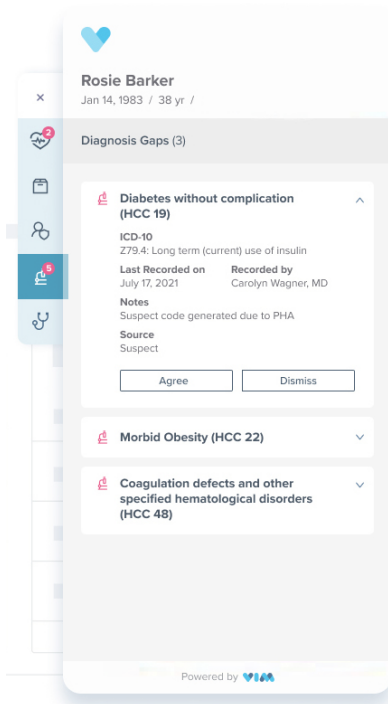 Rosie Barker
Jan 14, 1983 / 38 yr /
×
2
Diagnosis Gaps (3)
Diabetes without complication
(HCC 19)
ICD-10
Z79.4: Long term (current) use of insulin
Last Recorded on Recorded by
July 17, 2021 Carolyn Wagner, MD
5
Notes
Suspect code generated due to PHA
Source
Suspect
Agree Dismiss
Morbid Obesity (HCC 22)
Coagulation defects and other
specified hematological disorders
(HCC 48)
Powered by VIM